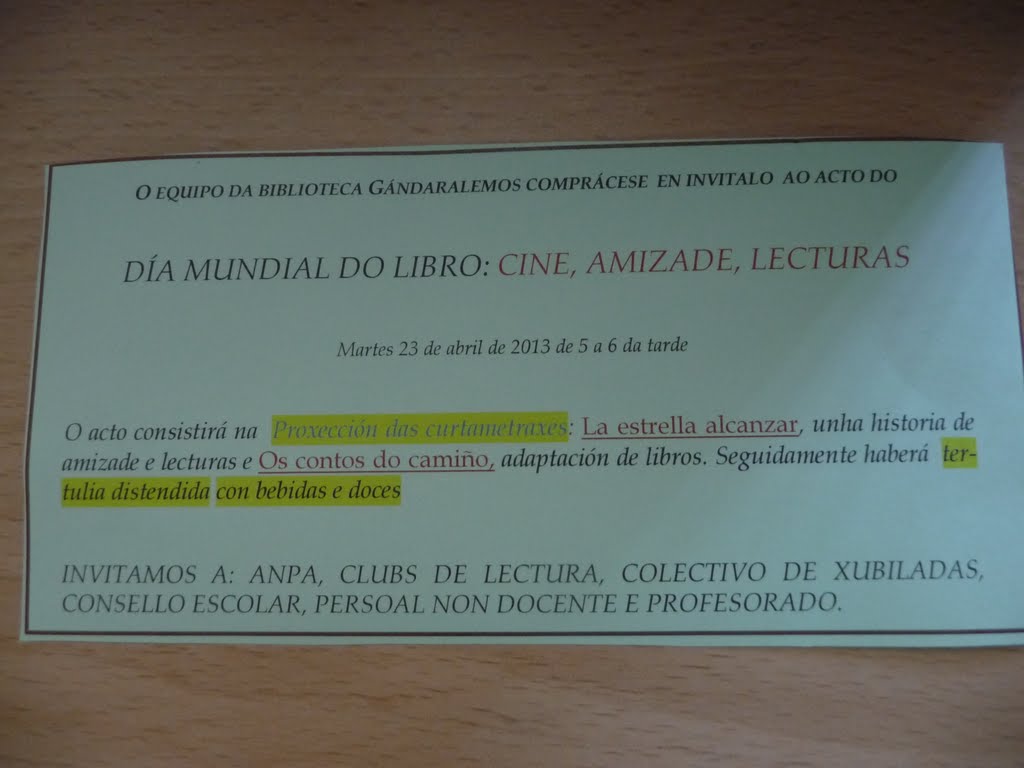 O EQUIPO DA BIBLIOTECA GÁNDARALEMOS COMPRÁCESE EN INVITALO AO ACTO DO
DÍA MUNDIAL DO LIBRO: CINE, AMIZADE, LECTURAS
Martes 23 de abril de 2013 de 5 a 6 da tarde
O acto consistirá na Proxección das curtametraxes: La estrella alcanzar, unha historia de
amizade e lecturas e Os contos do camiño, adaptación de libros. Seguidamente haberá ter-
tulia distendida con bebidas e doces
INVITAMOS A: ANPA, CLUBS DE LECTURA, COLECTIVO DE XUBILADAS,
CONSELLO ESCOLAR, PERSOAL NON DOCENTE E PROFESORADO.